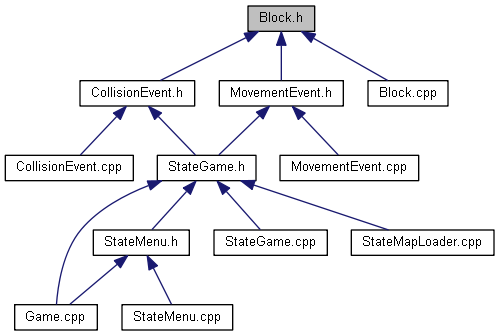 Block.h
CollisionEvent.h
MovementEvent.h
Block.cpp
CollisionEvent.cpp
StateGame.h
MovementEvent.cpp
StateMenu.h
StateGame.cpp
StateMapLoader.cpp
Game.cpp
StateMenu.cpp